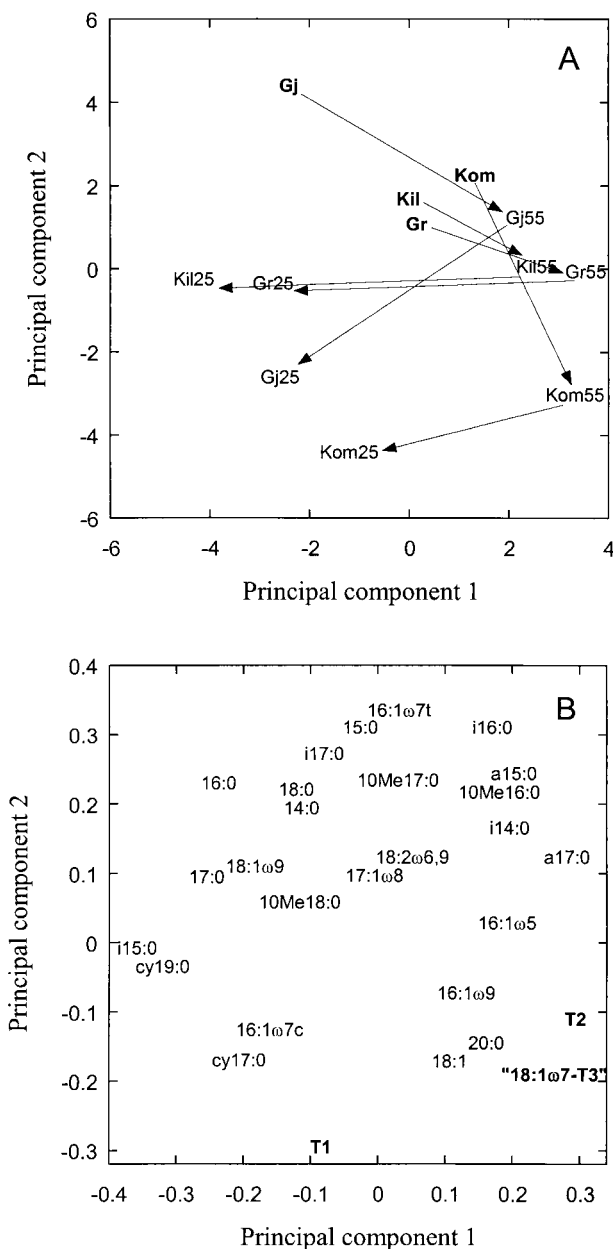 A
6
4
2
0
-2
-4
-6
Principal component 2
Gj
Kom
Kil
Gr
Gj55
Kil55
Gr55
Kil25
Gr25
Gj25
Kom55
Kom25
-6 -4 -2 0 2 4
Principal component 1
B
0.4
0.3
0.2
0.1
0
-0.1
-0.2
-0.3
Principal component 2
16:1ω7t
15:0
i16:0
i17:0
16:0
18:0
14:0
10Me17:0
a15:0
10Me16:0
i14:0
18:1ω9
17:0
18:2ω6,9
17:1ω8
a17:0
10Me18:0
16:1ω5
i15:0
cy19:0
16:1ω9
T2
16:1ω7c
cy17:0
20:0
18:1
"18:1ω7-T3"
T1
-0.4 -0.3 -0.2 -0.1 0 0.1 0.2 0.3
Principal component 1